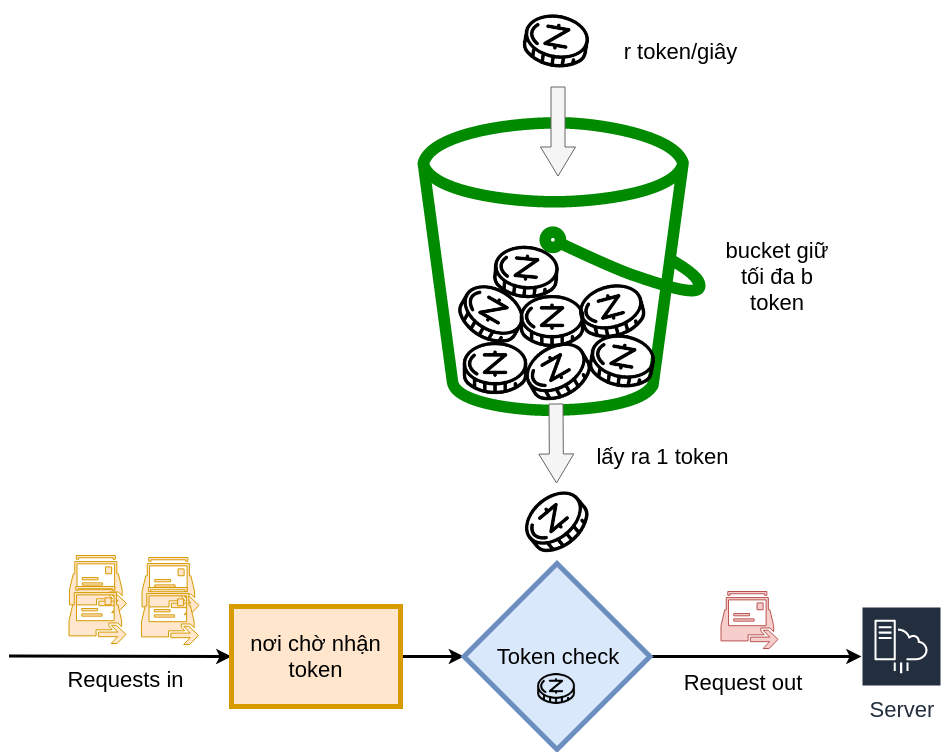 r token/giây
bucket giữ
tối đa b
token
lấy ra 1 token
nơi chờ nhận
token
Token check
Requests in
Request out
Server